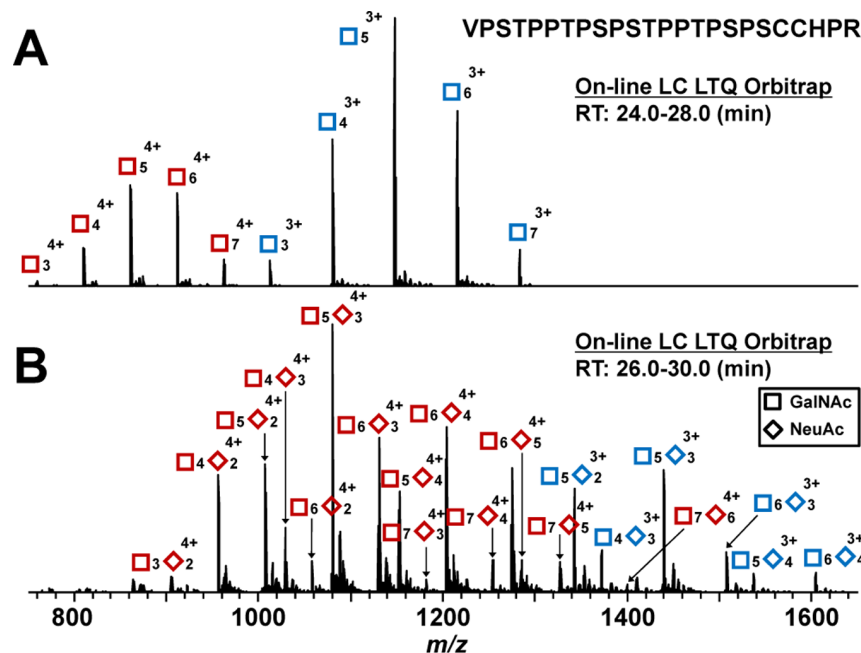 A
VPSTPPTPSPSTPPTPSPSCCHPR
On-line LC LTQ Orbitrap
RT: 24.0-28.0 (min)
5 3+
6 3+
4 3+
5 4+
6 4+
4 4+
7 4+
3 3+
7 3+
3 4+
B
On-line LC LTQ Orbitrap
RT: 26.0-30.0 (min)
GalNAc
NeuAc
5 3 4+
4 3 4+
5 2 4+
4 2 4+
6 3 4+
6 4 4+
6 5 4+
5 4 4+
5 2 3+
5 3 3+
6 2 4+
7 3 4+
7 4 4+
7 5 4+
4 3 3+
7 6 4+
6 3 3+
3 2 4+
5 4 3+
6 4 3+
800 1000 1200 1400 1600
m/z